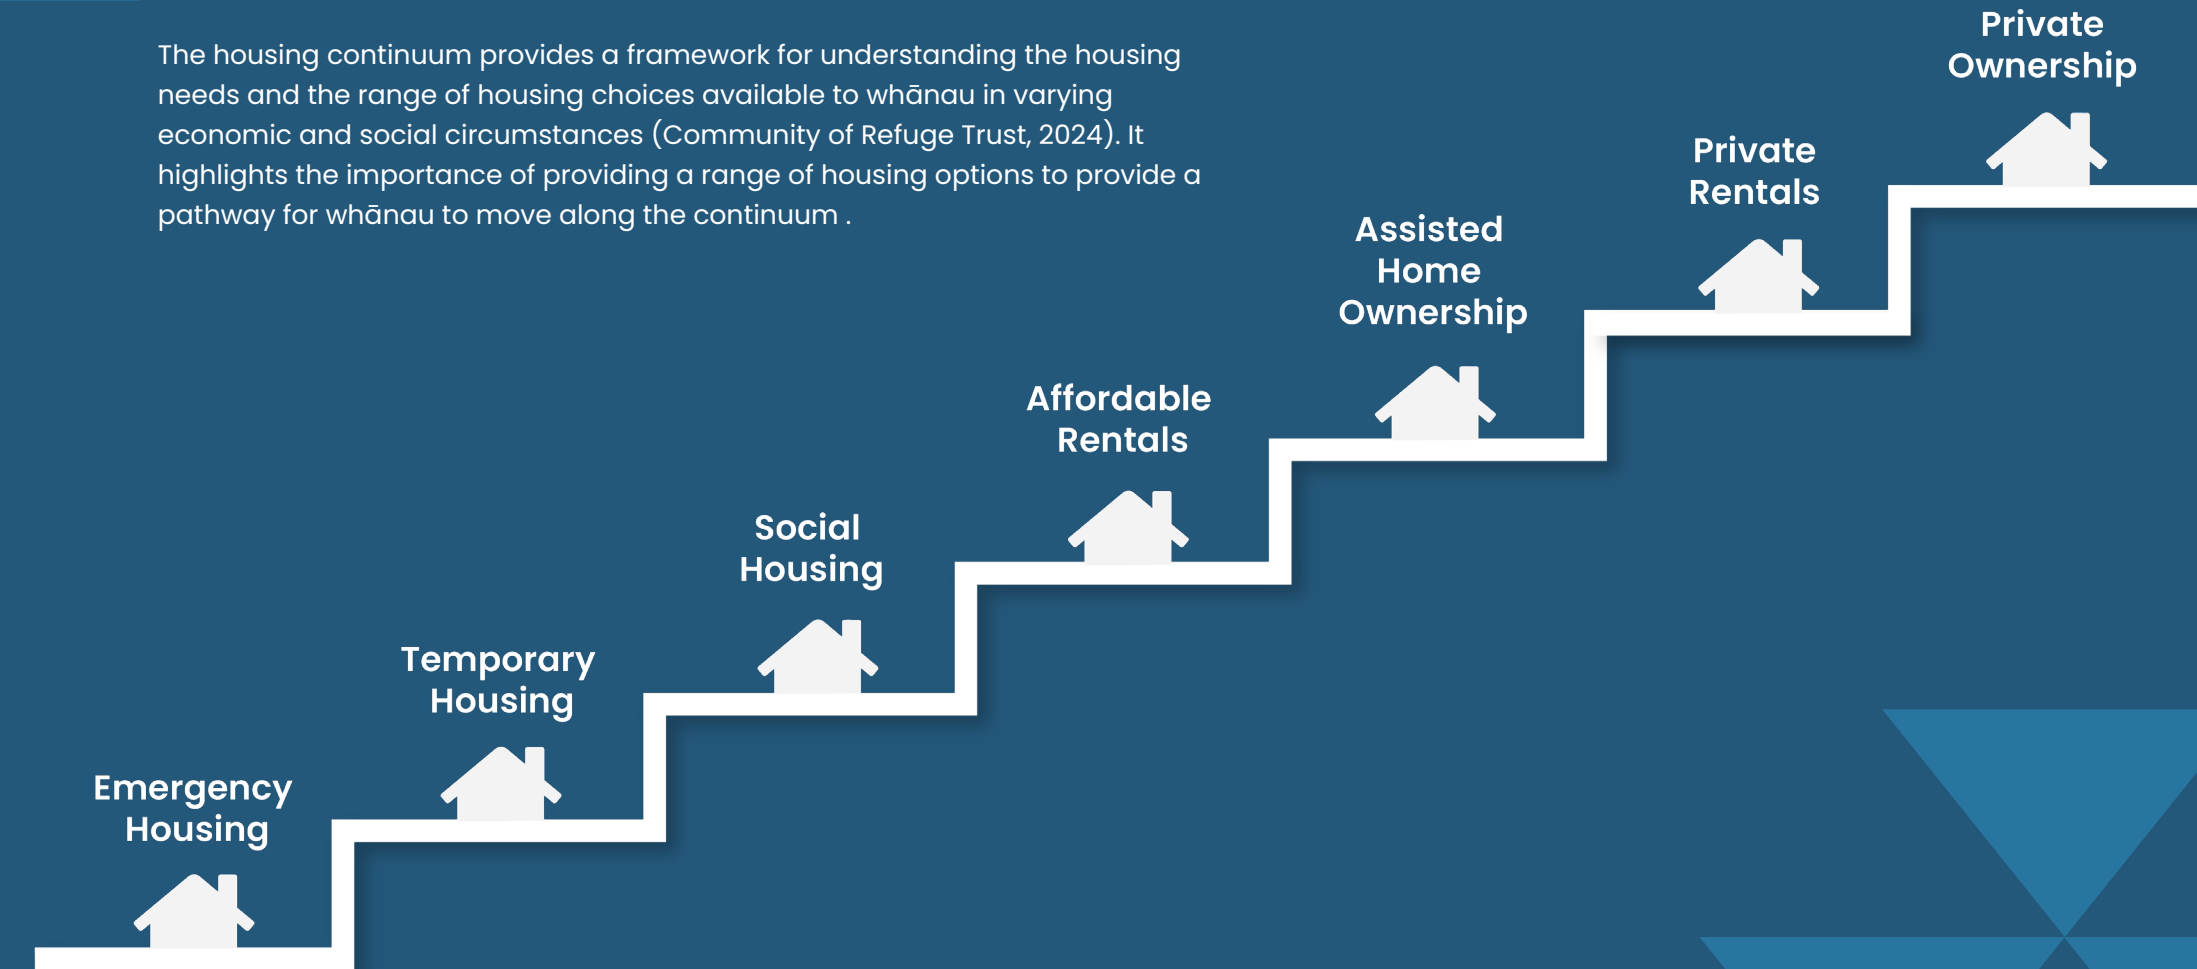 The housing continuum provides a framework for understanding the housing
needs and the range of housing choices available to whānau in varying
economic and social circumstances (Community of Refuge Trust, 2024). It
highlights the importance of providing a range of housing options to provide a
pathway for whānau to move along the continuum .
Emergency
Housing
Temporary
Housing
Social
Housing
Affordable
Rentals
Assisted
Home
Ownership
Private
Rentals
Private
Ownership